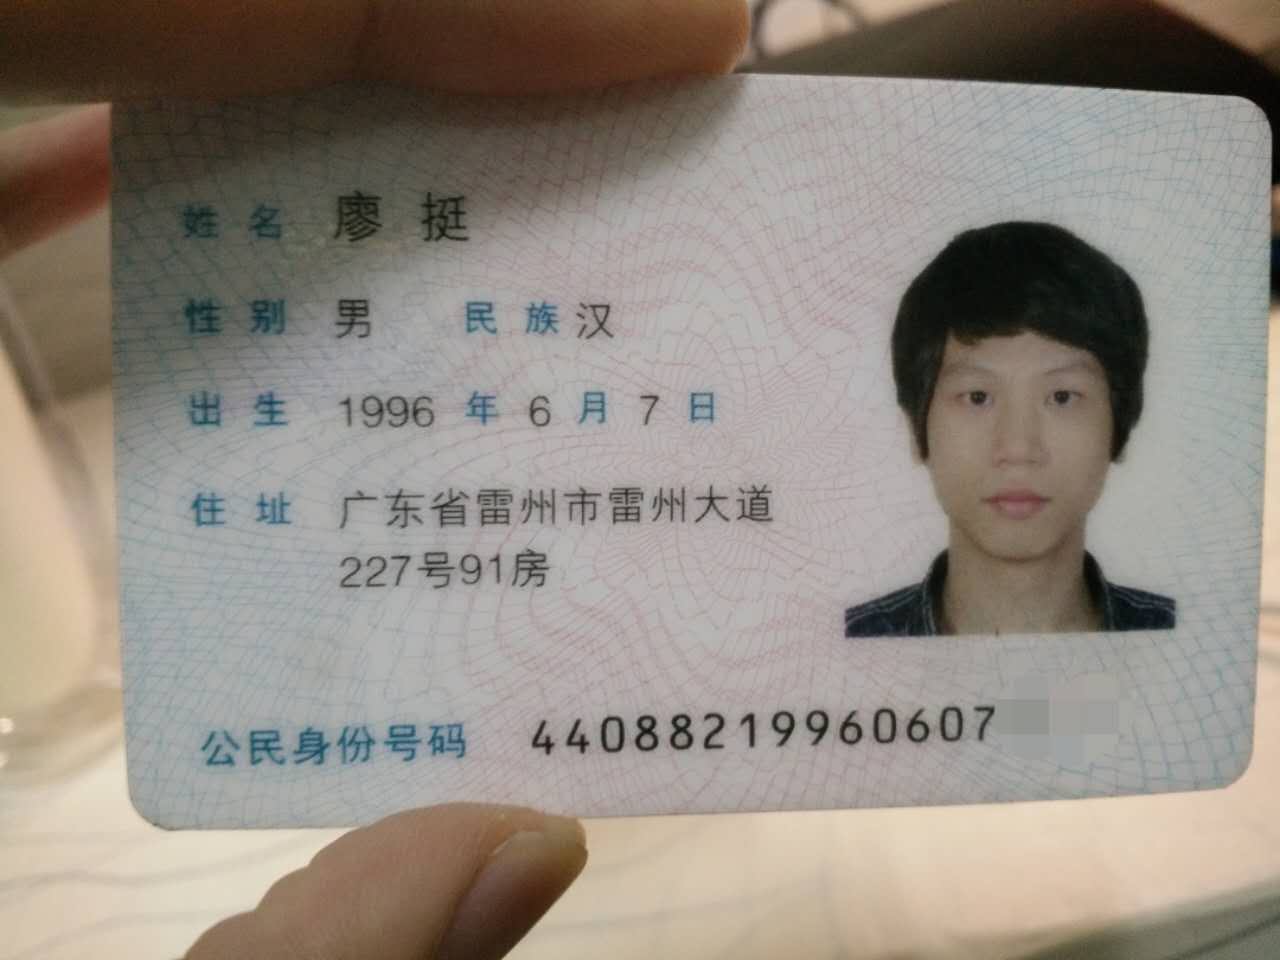 姓名 廖挺
性别 男 民族 汉
出生 1996 年 6 月 7 日
住址 广东省雷州市雷州大道
227号91房
公民身份号码 44088219960607